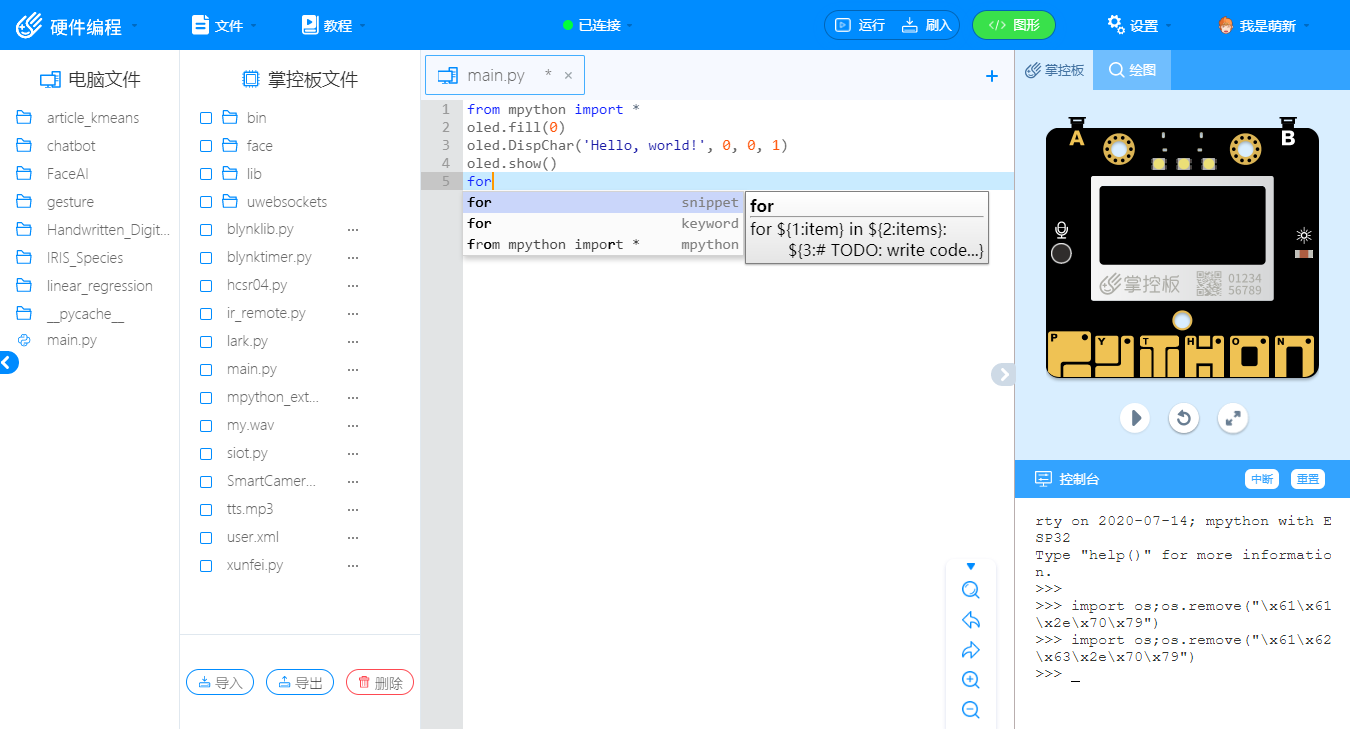 硬件编程
文件
教程
已连接
运行
刷入
</> 图形
设置
我是萌新
电脑文件
article_kmeans
chatbot
FaceAI
gesture
Handwritten_Digit...
IRIS_Species
linear_regression
__pycache__
main.py
掌控板文件
bin
face
lib
uwebsockets
blynklib.py ...
blynktimer.py ...
hcsr04.py ...
ir_remote.py ...
lark.py ...
main.py ...
mpython_ext... ...
my.wav ...
siot.py ...
SmartCamer... ...
tts.mp3 ...
user.xml ...
xunfei.py ...
导入
导出
删除
main.py * ×
+
1 from mpython import *
2 oled.fill(0)
3 oled.DispChar('Hello, world!', 0, 0, 1)
4 oled.show()
5 for
for snippet
for keyword
from mpython import * mpython
for
for ${1:item} in ${2:items}:
${3:# TODO: write code...}
掌控板
绘图
A
B
掌控板
01234
56789
P Y T H O N
控制台
中断
重置
rty on 2020-07-14; mpython with E
SP32
Type "help()" for more informatio
n.
>>>
>>> import os;os.remove("\x61\x61
\x2e\x70\x79")
>>> import os;os.remove("\x61\x62
\x63\x2e\x70\x79")
>>> _